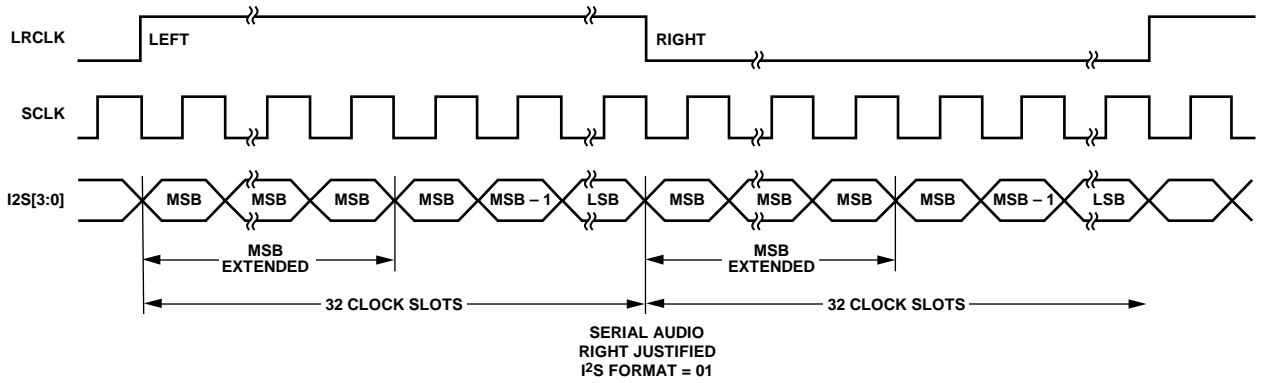 LRCLK
LEFT
RIGHT
SCLK
I2S[3:0]
MSB MSB MSB MSB MSB – 1 LSB MSB MSB MSB MSB MSB – 1 LSB
MSB
EXTENDED
MSB
EXTENDED
32 CLOCK SLOTS
32 CLOCK SLOTS
SERIAL AUDIO
RIGHT JUSTIFIED
I²S FORMAT = 01